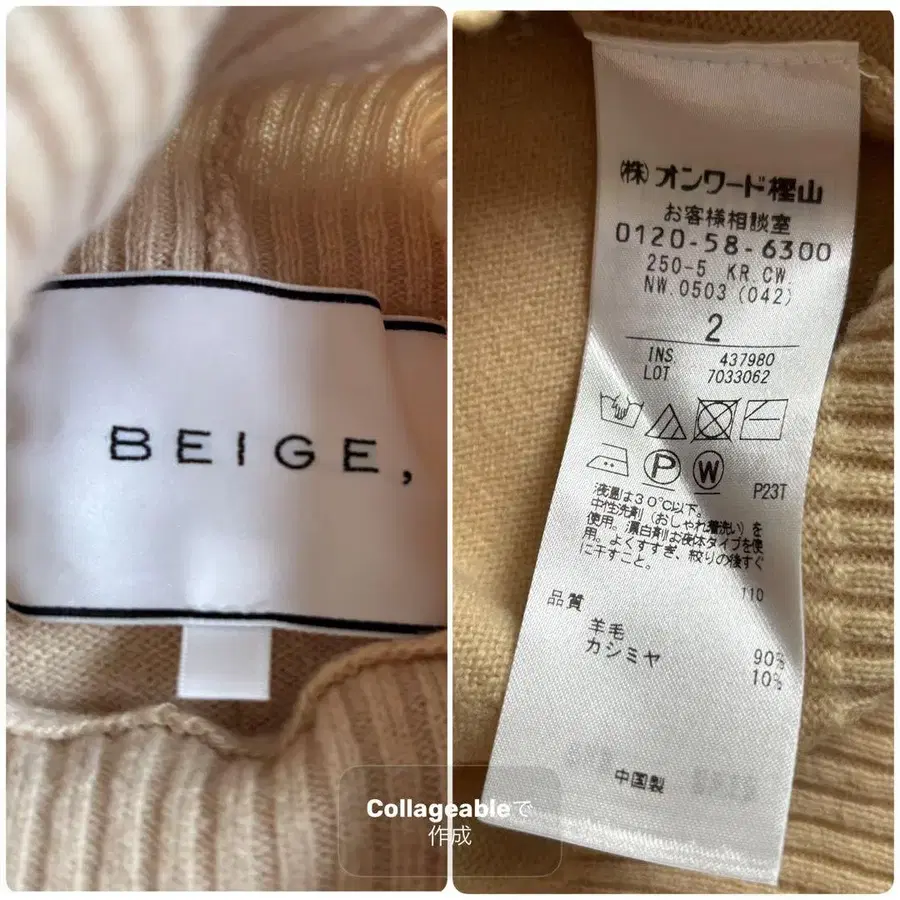 BEIGE,
(株)オンワード樫山
お客様相談室
0120-58-6300
250-5 KR.CW.
NW.0503(042)
2
INS. 437980
LOT 7033062
P W
P23T
液温は30℃以下。
中性洗剤(おしゃれ着洗い)を
使用。漂白剤は液体タイプを使
用。よくすすぎ、絞りの後すぐ
に干すこと。
110
品質
羊毛 90%
カシミヤ 10%
中国製
Collageableで
作成